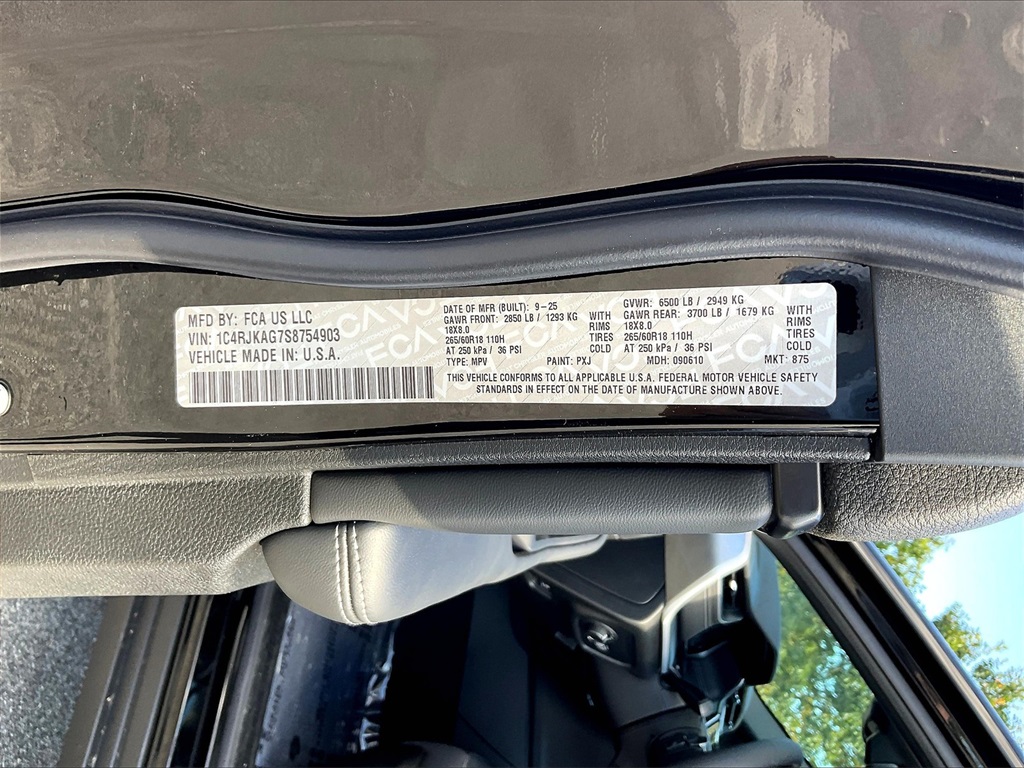 MFD BY: FCA US LLC
VIN: 1C4RJKAG7S8754903
VEHICLE MADE IN U.S.A.
DATE OF MFR (BUILT): 9-25
GAWR FRONT: 2850 LB / 1293 KG WITH
18X8.0 RIMS
265/60R18 110H TIRES
AT 250 kPa / 36 PSI COLD
TYPE: MPV PAINT: PXJ
GVWR: 6500 LB / 2949 KG
GAWR REAR: 3700 LB / 1679 KG WITH
18X8.0 RIMS
265/60R18 110H TIRES
AT 250 kPa / 36 PSI COLD
MDH: 090610 MKT: 875
THIS VEHICLE CONFORMS TO ALL APPLICABLE U.S.A. FEDERAL MOTOR VEHICLE SAFETY
STANDARDS IN EFFECT ON THE DATE OF MANUFACTURE SHOWN ABOVE.